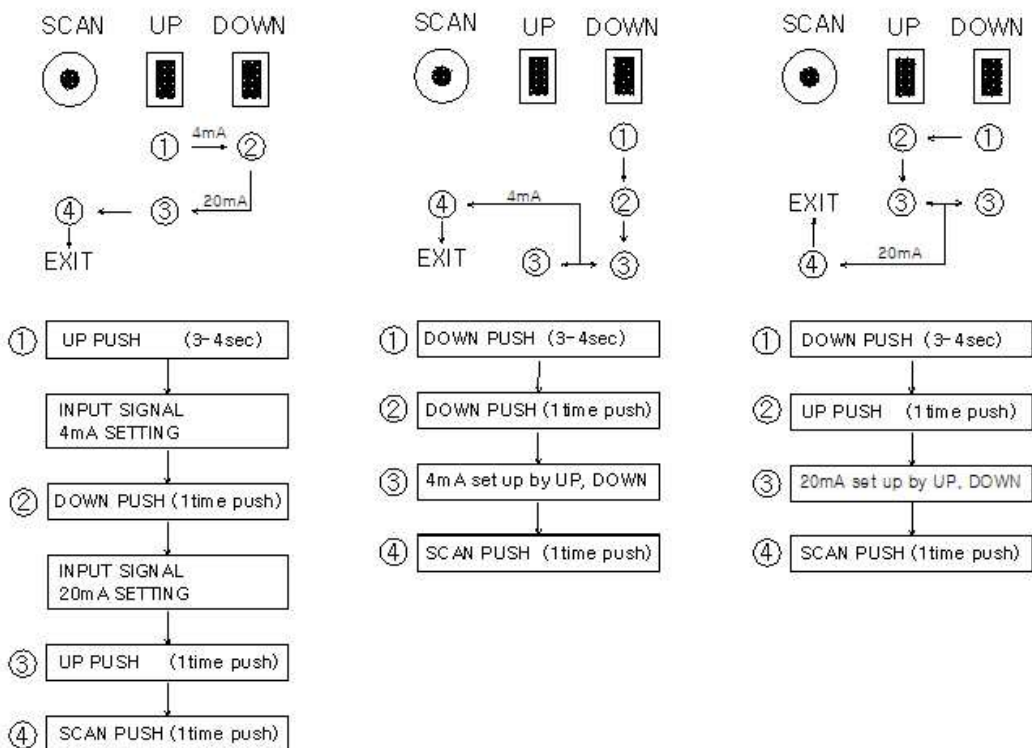 SCAN UP DOWN
① 4mA ②
④ ③ 20mA
EXIT
① UP PUSH (3-4sec)
INPUT SIGNAL
4mA SETTING
② DOWN PUSH (1time push)
INPUT SIGNAL
20mA SETTING
③ UP PUSH (1time push)
④ SCAN PUSH (1time push)
SCAN UP DOWN
①
④ 4mA ②
EXIT ③ ③
① DOWN PUSH (3-4sec)
② DOWN PUSH (1time push)
③ 4mA set up by UP, DOWN
④ SCAN PUSH (1time push)
SCAN UP DOWN
② ①
EXIT ③ ③
④ 20mA
① DOWN PUSH (3-4sec)
② UP PUSH (1time push)
③ 20mA set up by UP, DOWN
④ SCAN PUSH (1time push)